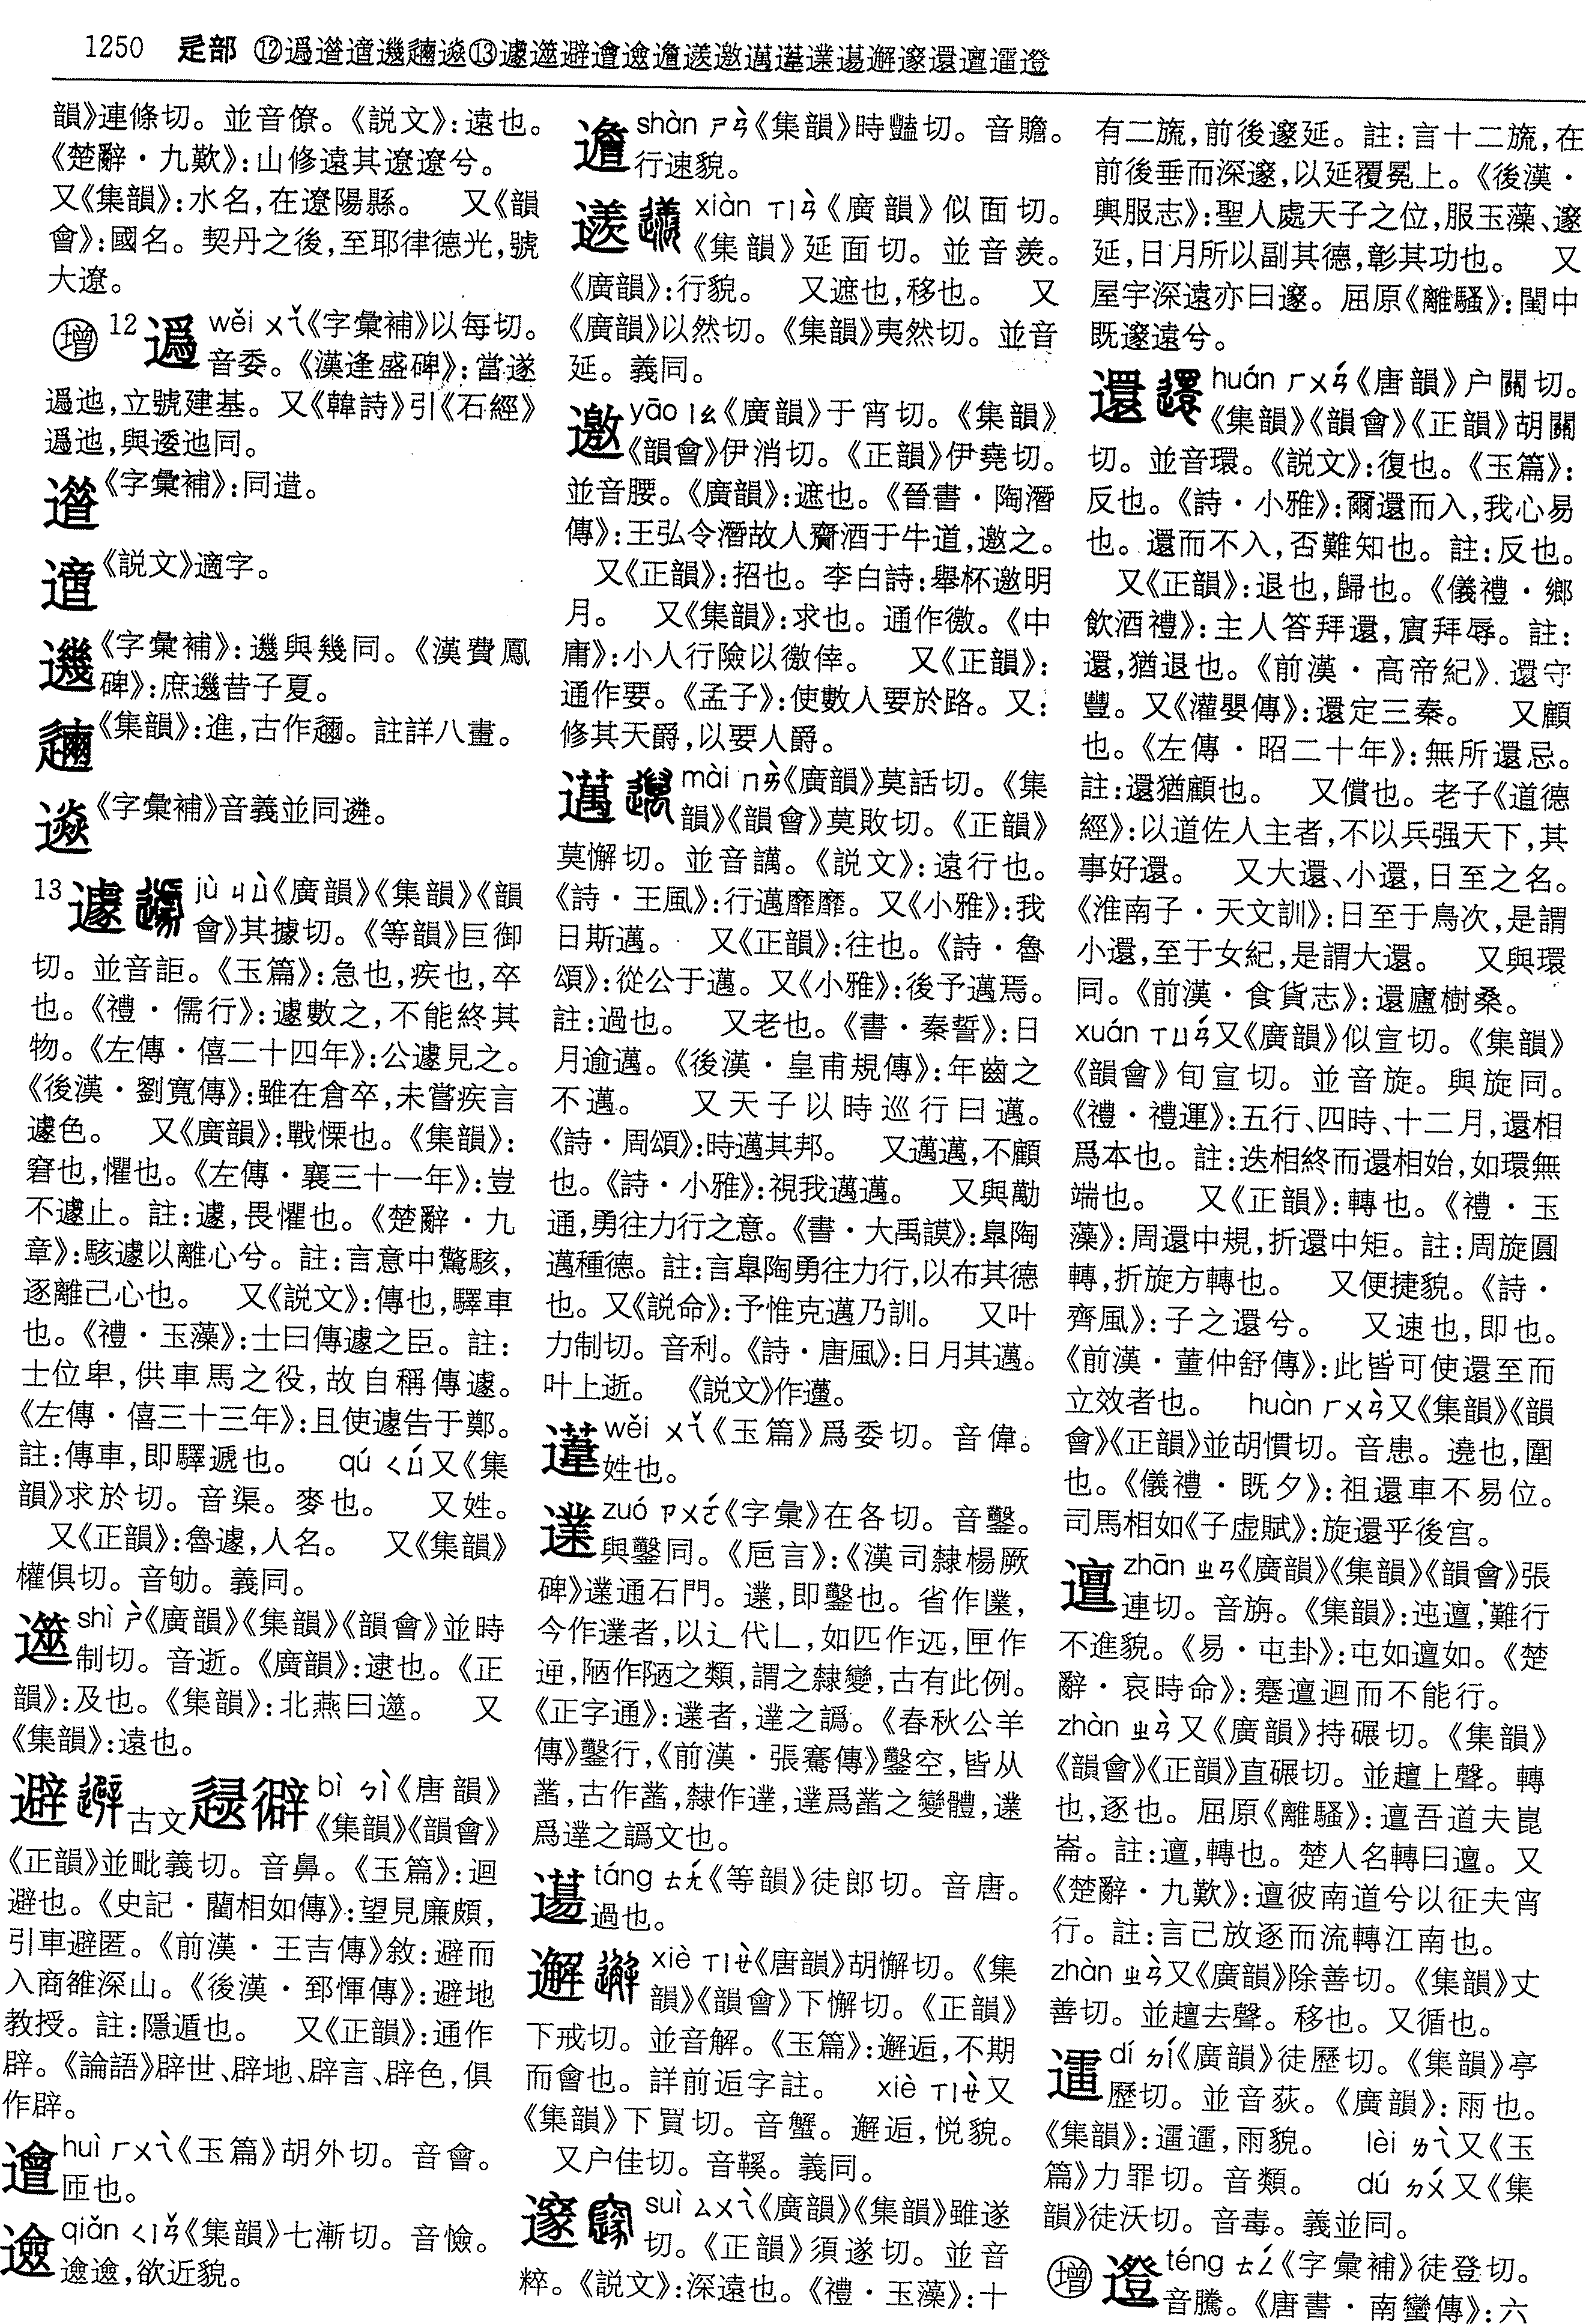 1250 辵部 ⑫⑬遽遾避邀邁邂邃還邅
韻》連條切。並音僚。《説文》:遠也。
《楚辭·九歎》:山修遠其遼遼兮。
又《集韻》:水名,在遼陽縣。 又《韻
會》:國名。契丹之後,至耶律德光,號
大遼。
增 12 𨗨 wěi ㄨㄟˇ《字彙補》以每切。
音委。《漢逢盛碑》:當遂
迆,立號建基。又《韓詩》引《石經》
迆,與逶迆同。
《字彙補》:同逪。
《説文》適字。
《字彙補》:與幾同。《漢費鳳
碑》:庶昔子夏。
《集韻》:進,古作。註詳八畫。
《字彙補》音義並同遴。
13 遽 jù ㄐㄩˋ《廣韻》《集韻》《韻
會》其據切。《等韻》巨御
切。並音詎。《玉篇》:急也,疾也,卒
也。《禮·儒行》:遽數之,不能終其
物。《左傳·僖二十四年》:公遽見之。
《後漢·劉寬傳》:雖在倉卒,未嘗疾言
遽色。 又《廣韻》:戰慄也。《集韻》:
窘也,懼也。《左傳·襄三十一年》:豈
不遽止。註:遽,畏懼也。《楚辭·九
章》:駭遽以離心兮。註:言意中驚駭,
逐離己心也。 又《説文》:傳也,驛車
也。《禮·玉藻》:士曰傳遽之臣。註:
士位卑,供車馬之役,故自稱傳遽。
《左傳·僖三十三年》:且使遽告于鄭。
註:傳車,即驛遞也。 qú ㄑㄩˊ又《集
韻》求於切。音渠。麥也。 又姓。
又《正韻》:魯遽,人名。 又《集韻》
權俱切。音劬。義同。
遾 shì ㄕˋ《廣韻》《集韻》《韻會》並時
制切。音逝。《廣韻》:逮也。《正
韻》:及也。《集韻》:北燕曰遾。 又
《集韻》:遠也。
避 古文 bì ㄅㄧˋ《唐韻》
《集韻》《韻會》
《正韻》並毗義切。音鼻。《玉篇》:迴
避也。《史記·藺相如傳》:望見廉頗,
引車避匿。《前漢·王吉傳》敘:避而
入商雒深山。《後漢·郅惲傳》:避地
教授。註:隱遁也。 又《正韻》:通作
辟。《論語》辟世、辟地、辟言、辟色,俱
作辟。
huì ㄏㄨㄟˋ《玉篇》胡外切。音會。
匝也。
qiǎn ㄑㄧㄢˇ《集韻》七漸切。音憸。
,欲近貌。
shàn ㄕㄢˋ《集韻》時豔切。音贍。
行速貌。
xiàn ㄒㄧㄢˋ《廣韻》似面切。
《集韻》延面切。並音羨。
《廣韻》:行貌。 又遮也,移也。 又
《廣韻》以然切。《集韻》夷然切。並音
延。義同。
邀 yāo ㄧㄠ《廣韻》于宵切。《集韻》
《韻會》伊消切。《正韻》伊堯切。
並音腰。《廣韻》:遮也。《晉書·陶潛
傳》:王弘令潛故人齎酒于半道,邀之。
又《正韻》:招也。李白詩:舉杯邀明
月。 又《集韻》:求也。通作徼。《中
庸》:小人行險以徼倖。 又《正韻》:
通作要。《孟子》:使數人要於路。又:
修其天爵,以要人爵。
邁 mài ㄇㄞˋ《廣韻》莫話切。《集
韻》《韻會》莫敗切。《正韻》
莫懈切。並音𧬆。《説文》:遠行也。
《詩·王風》:行邁靡靡。又《小雅》:我
日斯邁。 又《正韻》:往也。《詩·魯
頌》:從公于邁。又《小雅》:後予邁焉。
註:過也。 又老也。《書·秦誓》:日
月逾邁。《後漢·皇甫規傳》:年齒之
不邁。 又天子以時巡行曰邁。
《詩·周頌》:時邁其邦。 又邁邁,不顧
也。《詩·小雅》:視我邁邁。 又與勱
通,勇往力行之意。《書·大禹謨》:皐陶
邁種德。註:言皐陶勇往力行,以布其德
也。又《説命》:予惟克邁乃訓。 又叶
力制切。音利。《詩·唐風》:日月其邁。
叶上逝。 《説文》作。
wěi ㄨㄟˇ《玉篇》爲委切。音偉。
姓也。
zuó ㄗㄨㄛˊ《字彙》在各切。音鑿。
與鑿同。《巵言》:《漢司隸楊厥
碑》通石門。,即鑿也。省作,
今作者,以辶代乚,如匹作远,匣作
,陋作之類,謂之隸變,古有此例。
《正字通》:者,之譌。《春秋公羊
傳》鑿行,《前漢·張騫傳》鑿空,皆从
,古作,隸作,爲之變體,
爲之譌文也。
táng ㄊㄤˊ《等韻》徒郎切。音唐。
過也。
邂 xiè ㄒㄧㄝˋ《唐韻》胡懈切。《集
韻》《韻會》下懈切。《正韻》
下戒切。並音解。《玉篇》:邂逅,不期
而會也。詳前逅字註。 xiè ㄒㄧㄝˋ又
《集韻》下買切。音蟹。邂逅,悦貌。
又户佳切。音鞵。義同。
邃 suì ㄙㄨㄟˋ《廣韻》《集韻》雖遂
切。《正韻》須遂切。並音
粹。《説文》:深遠也。《禮·玉藻》:十
有二旒,前後邃延。註:言十二旒,在
前後垂而深邃,以延覆冕上。《後漢·
輿服志》:聖人處天子之位,服玉藻、邃
延,日月所以副其德,彰其功也。 又
屋宇深遠亦曰邃。屈原《離騷》:閨中
既邃遠兮。
還 huán ㄏㄨㄢˊ《唐韻》户關切。
《集韻》《韻會》《正韻》胡關
切。並音環。《説文》:復也。《玉篇》:
反也。《詩·小雅》:爾還而入,我心易
也。還而不入,否難知也。註:反也。
又《正韻》:退也,歸也。《儀禮·鄉
飲酒禮》:主人答拜還,賓拜辱。註:
還,猶退也。《前漢·高帝紀》.還守
豐。又《灌嬰傳》:還定三秦。 又顧
也。《左傳·昭二十年》:無所還忌。
註:還猶顧也。 又償也。老子《道德
經》:以道佐人主者,不以兵强天下,其
事好還。 又大還、小還,日至之名。
《淮南子·天文訓》:日至于鳥次,是謂
小還,至于女紀,是謂大還。 又與環
同。《前漢·食貨志》:還廬樹桑。
xuán ㄒㄩㄢˊ又《廣韻》似宣切。《集韻》
《韻會》旬宣切。並音旋。與旋同。
《禮·禮運》:五行、四時、十二月,還相
爲本也。註:迭相終而還相始,如環無
端也。 又《正韻》:轉也。《禮·玉
藻》:周還中規,折還中矩。註:周旋圓
轉,折旋方轉也。 又便捷貌。《詩·
齊風》:子之還兮。 又速也,即也。
《前漢·董仲舒傳》:此皆可使還至而
立效者也。 huàn ㄏㄨㄢˋ又《集韻》《韻
會》《正韻》並胡慣切。音患。遶也,圍
也。《儀禮·既夕》:祖還車不易位。
司馬相如《子虛賦》:旋還乎後宫。
邅 zhān ㄓㄢ《廣韻》《集韻》《韻會》張
連切。音旃。《集韻》:迍邅,難行
不進貌。《易·屯卦》:屯如邅如。《楚
辭·哀時命》:蹇邅迴而不能行。
zhàn ㄓㄢˋ又《廣韻》持碾切。《集韻》
《韻會》《正韻》直碾切。並趲上聲。轉
也,逐也。屈原《離騷》:邅吾道夫崑
崙。註:邅,轉也。楚人名轉曰邅。又
《楚辭·九歎》:邅彼南道兮以征夫宵
行。註:言己放逐而流轉江南也。
zhàn ㄓㄢˋ又《廣韻》除善切。《集韻》丈
善切。並去聲。移也。又循也。
dí ㄉㄧˊ《廣韻》徒歷切。《集韻》亭
歷切。並音荻。《廣韻》:雨也。
《集韻》:,雨貌。 lèi ㄌㄟˋ又《玉
篇》力罪切。音類。 dú ㄉㄨˊ又《集
韻》徒沃切。音毒。義並同。
增 téng ㄊㄥˊ《字彙補》徒登切。
音騰。《唐書·南蠻傳》:六